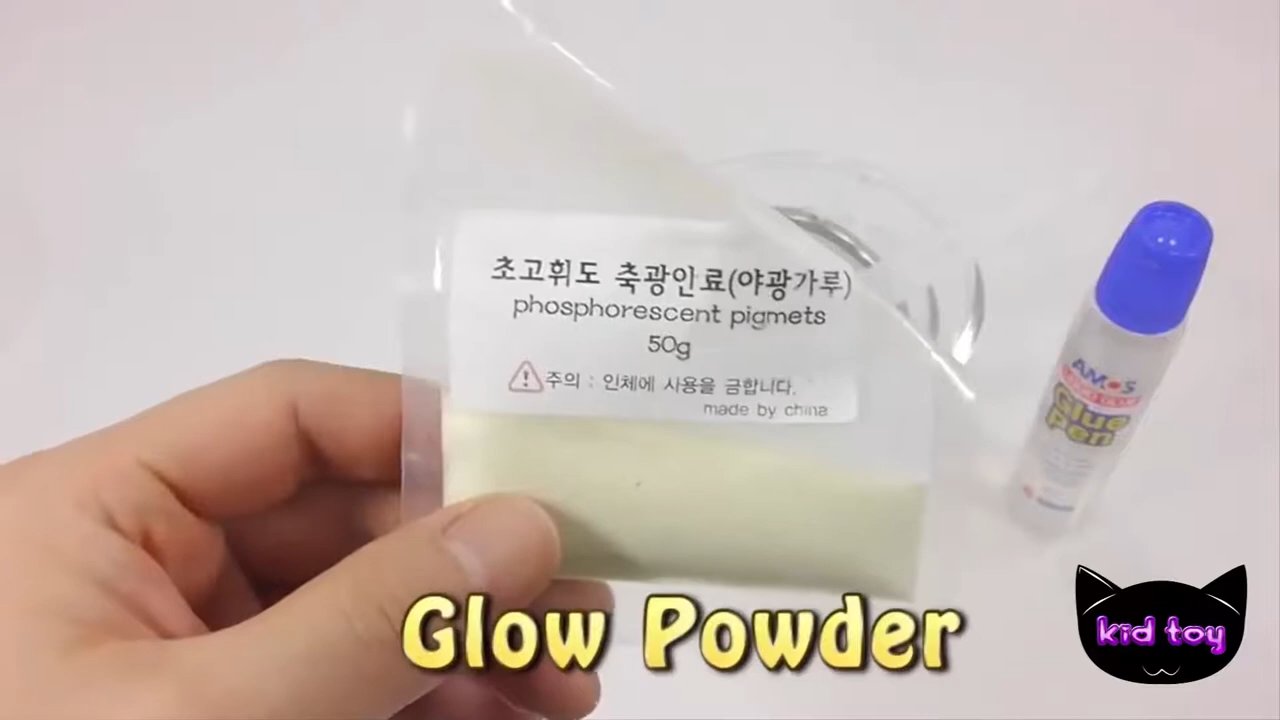 초고휘도 축광인료(야광가루)
phosphorescent pigmets
50g
주의 : 인체에 사용을 금합니다.
made by china
AMOS
Glue
Pen
Glow Powder
kid toy